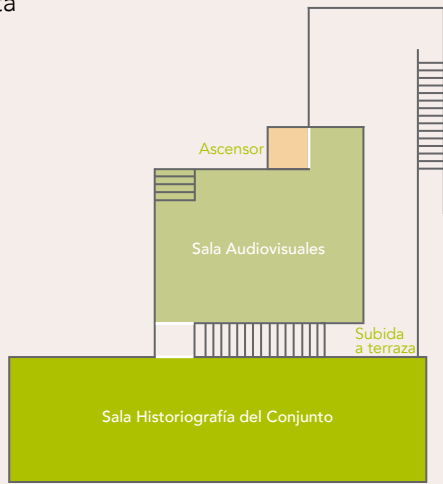 Ascensor
Sala Audiovisuales
Subida
a terraza
Sala Historiografía del Conjunto